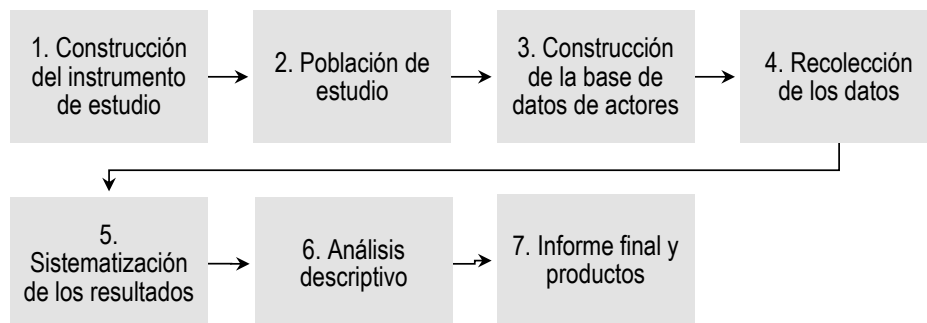 1. Construcción
del instrumento
de estudio
2. Población de
estudio
3. Construcción
de la base de
datos de actores
4. Recolección
de los datos
5.
Sistematización
de los resultados
6. Análisis
descriptivo
7. Informe final y
productos